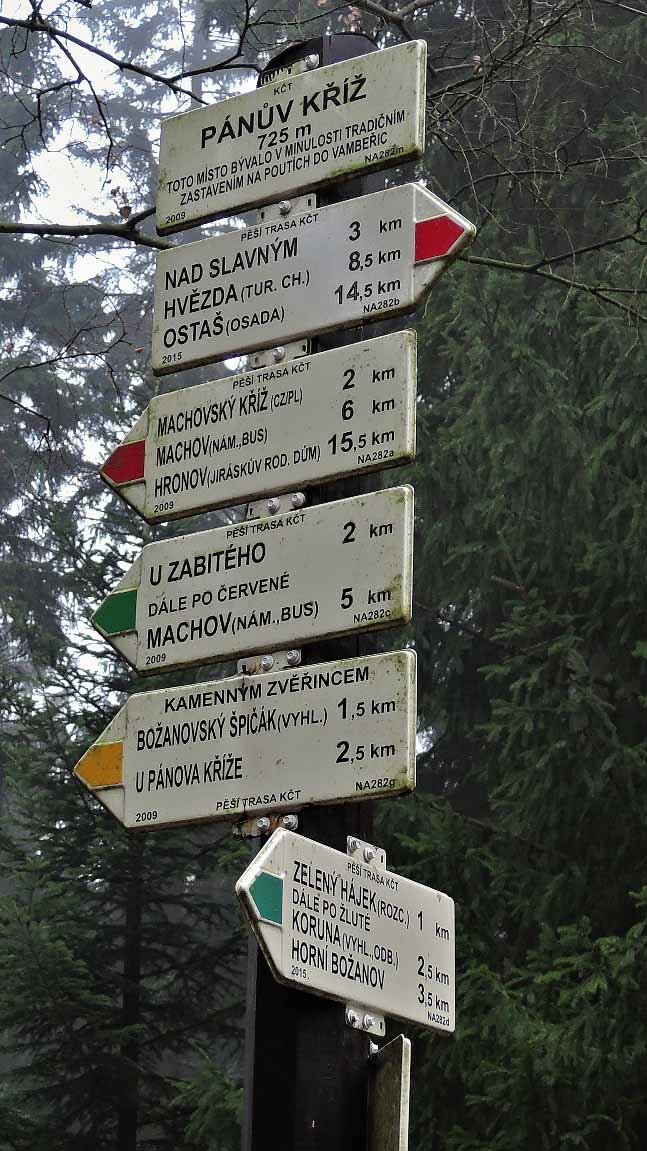 KČT
PÁNŮV KŘÍŽ
725 m
TOTO MÍSTO BÝVALO V MINULOSTI TRADIČNÍM
ZASTAVENÍM NA POUTÍCH DO VAMBEŘIC
2009 NA282m
PĚŠÍ TRASA KČT
NAD SLAVNÝM 3 km
HVĚZDA (TUR. CH.) 8,5 km
OSTAŠ (OSADA) 14,5 km
2015 NA282b
PĚŠÍ TRASA KČT
MACHOVSKÝ KŘÍŽ (CZ/PL) 2 km
MACHOV (NÁM.,BUS) 6 km
HRONOV (JIRÁSKŮV ROD. DŮM) 15,5 km
2009 NA282a
PĚŠÍ TRASA KČT
U ZABITÉHO 2 km
DÁLE PO ČERVENÉ
MACHOV (NÁM.,BUS) 5 km
2009 NA282c
KAMENNÝM ZVĚŘINCEM
BOŽANOVSKÝ ŠPIČÁK (VYHL.) 1,5 km
U PÁNOVA KŘÍŽE 2,5 km
2009 PĚŠÍ TRASA KČT NA282g
PĚŠÍ TRASA KČT
ZELENÝ HÁJEK (ROZC.) 1 km
DÁLE PO ŽLUTÉ
KORUNA (VYHL.,ODB.) 2,5 km
HORNÍ BOŽANOV 3,5 km
2015 NA282d